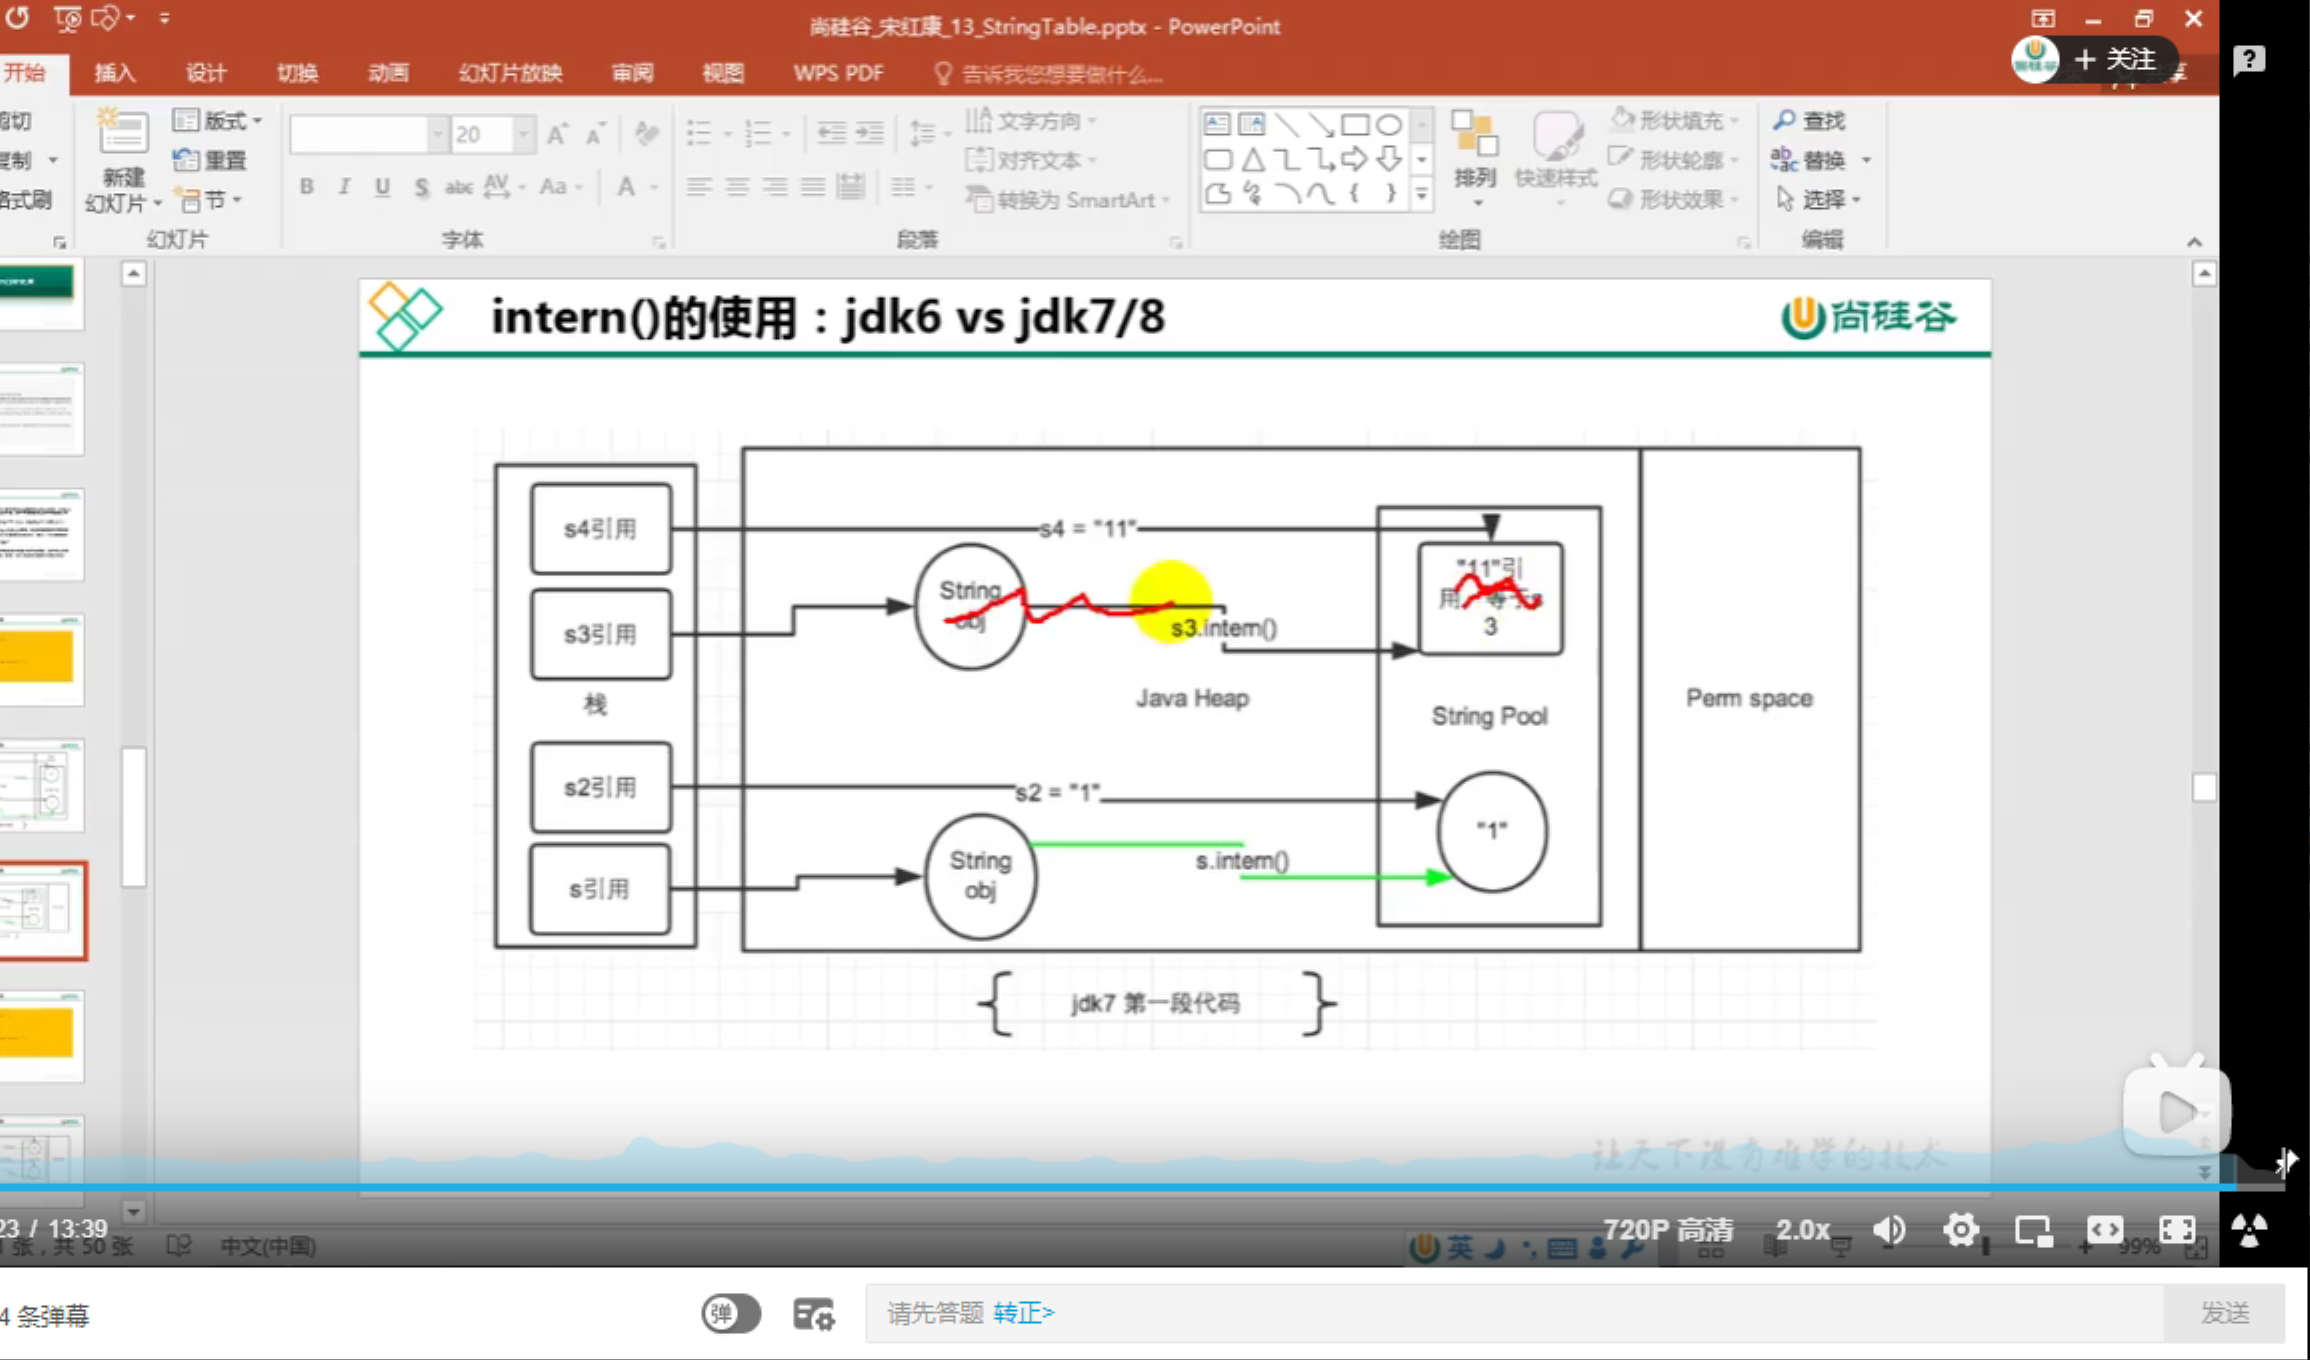 尚硅谷_宋红康_13_StringTable.pptx - PowerPoint
+ 关注
开始 插入 设计 切换 动画 幻灯片放映 审阅 视图 WPS PDF 告诉我您想要做什么...
剪切
版式
20
文字方向
形状填充
查找
复制
重置
对齐文本
形状轮廓
替换
格式刷
新建
幻灯片
节
B I U S abc AV Aa A
转换为 SmartArt
排列
快速样式
形状效果
选择
幻灯片
字体
段落
绘图
编辑
intern()的使用：jdk6 vs jdk7/8
尚硅谷
s4引用
s4 = "11"
"11"引
用，等于s
3
s3引用
String
obj
s3.intern()
栈
Java Heap
String Pool
Perm space
s2引用
s2 = "1"
"1"
s引用
String
obj
s.intern()
jdk7 第一段代码
让天下没有难学的技术
23 / 13:39
720P 高清
2.0x
张，共 50 张
中文(中国)
英
99%
4 条弹幕
弹
请先答题 转正>
发送